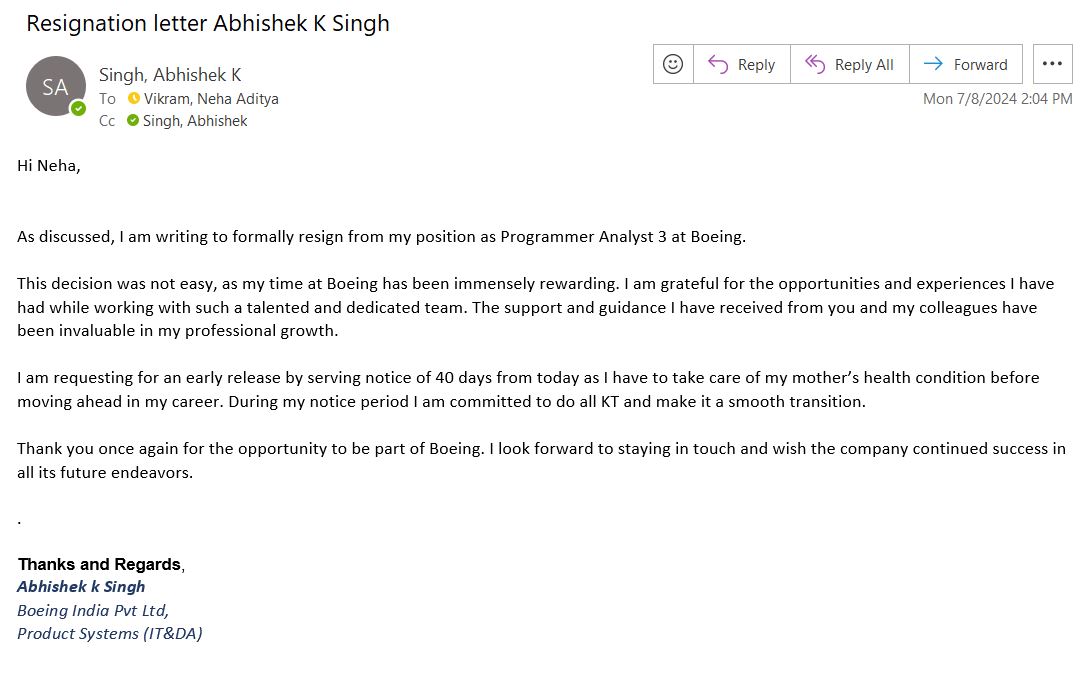 Resignation letter Abhishek K Singh
SA
Singh, Abhishek K
To Vikram, Neha Aditya
Cc Singh, Abhishek
Reply
Reply All
Forward
Mon 7/8/2024 2:04 PM
Hi Neha,
As discussed, I am writing to formally resign from my position as Programmer Analyst 3 at Boeing.
This decision was not easy, as my time at Boeing has been immensely rewarding. I am grateful for the opportunities and experiences I have
had while working with such a talented and dedicated team. The support and guidance I have received from you and my colleagues have
been invaluable in my professional growth.
I am requesting for an early release by serving notice of 40 days from today as I have to take care of my mother’s health condition before
moving ahead in my career. During my notice period I am committed to do all KT and make it a smooth transition.
Thank you once again for the opportunity to be part of Boeing. I look forward to staying in touch and wish the company continued success in
all its future endeavors.
.
Thanks and Regards,
Abhishek k Singh
Boeing India Pvt Ltd,
Product Systems (IT&DA)